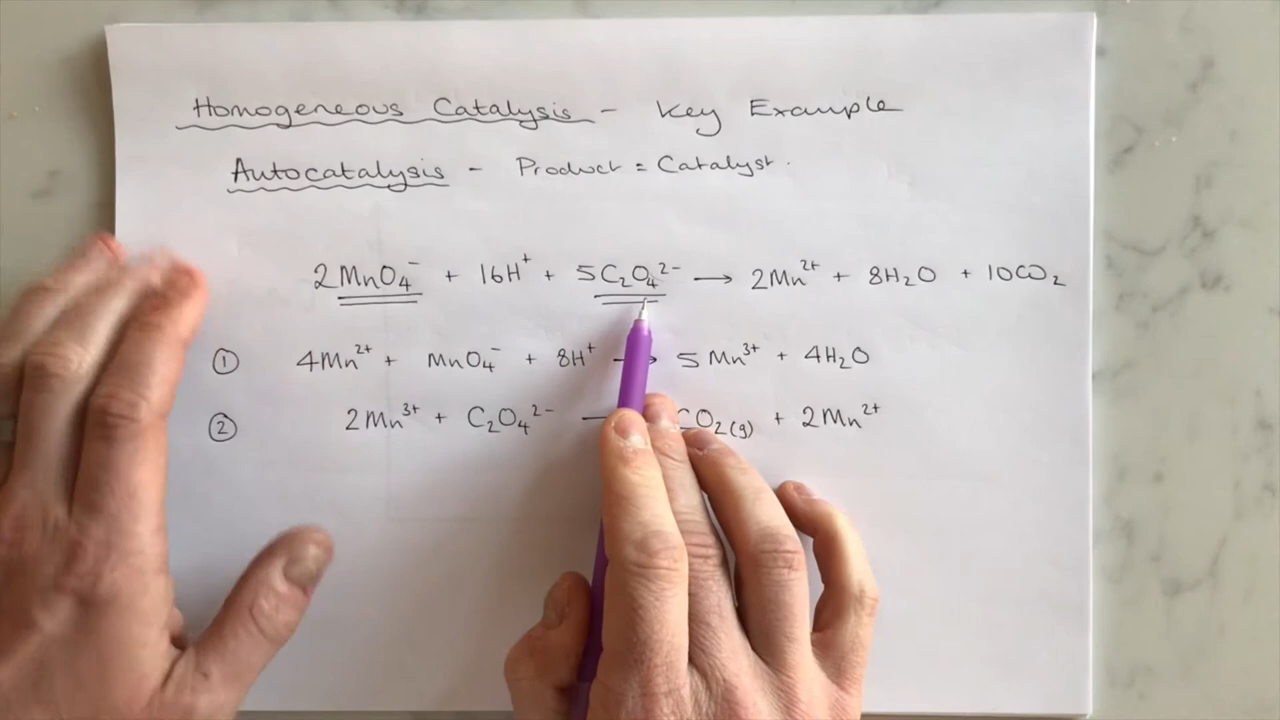 Homogeneous Catalysis - Key Example
Autocatalysis - Product = Catalyst.
2MnO₄⁻ + 16H⁺ + 5C₂O₄²⁻ → 2Mn²⁺ + 8H₂O + 10CO₂
① 4Mn²⁺ + MnO₄⁻ + 8H⁺ → 5Mn³⁺ + 4H₂O
② 2Mn³⁺ + C₂O₄²⁻ → CO₂(g) + 2Mn²⁺